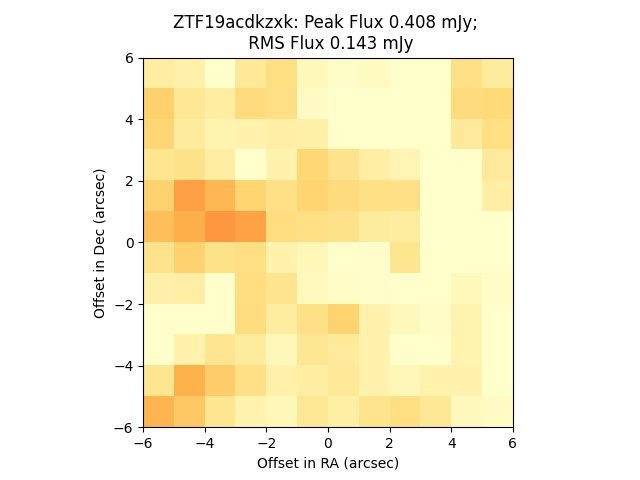 ZTF19acdkzxk: Peak Flux 0.408 mJy;
RMS Flux 0.143 mJy
6
4
2
0
−2
−4
−6
Offset in Dec (arcsec)
−6 −4 −2 0 2 4 6
Offset in RA (arcsec)